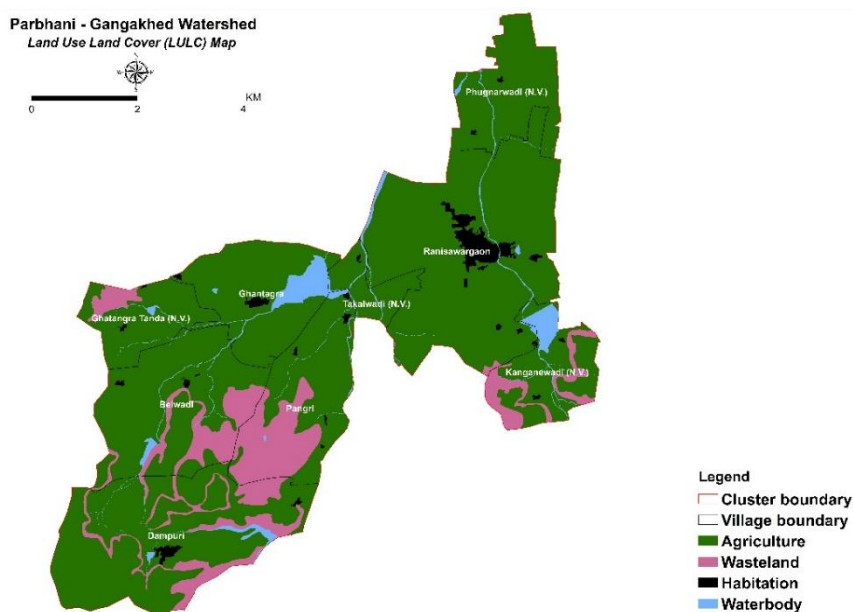 Parbhani - Gangakhed Watershed
Land Use Land Cover (LULC) Map
N
E
S
W
KM
0
2
4
Phugnarwadi (N.V.)
Ranisawargaon
Ghantagra
Takalwadi (N.V.)
Ghatangra Tanda (N.V.)
Kanganewadi (N.V.)
Belwadi
Pangri
Dampuri
Legend
Cluster boundary
Village boundary
Agriculture
Wasteland
Habitation
Waterbody